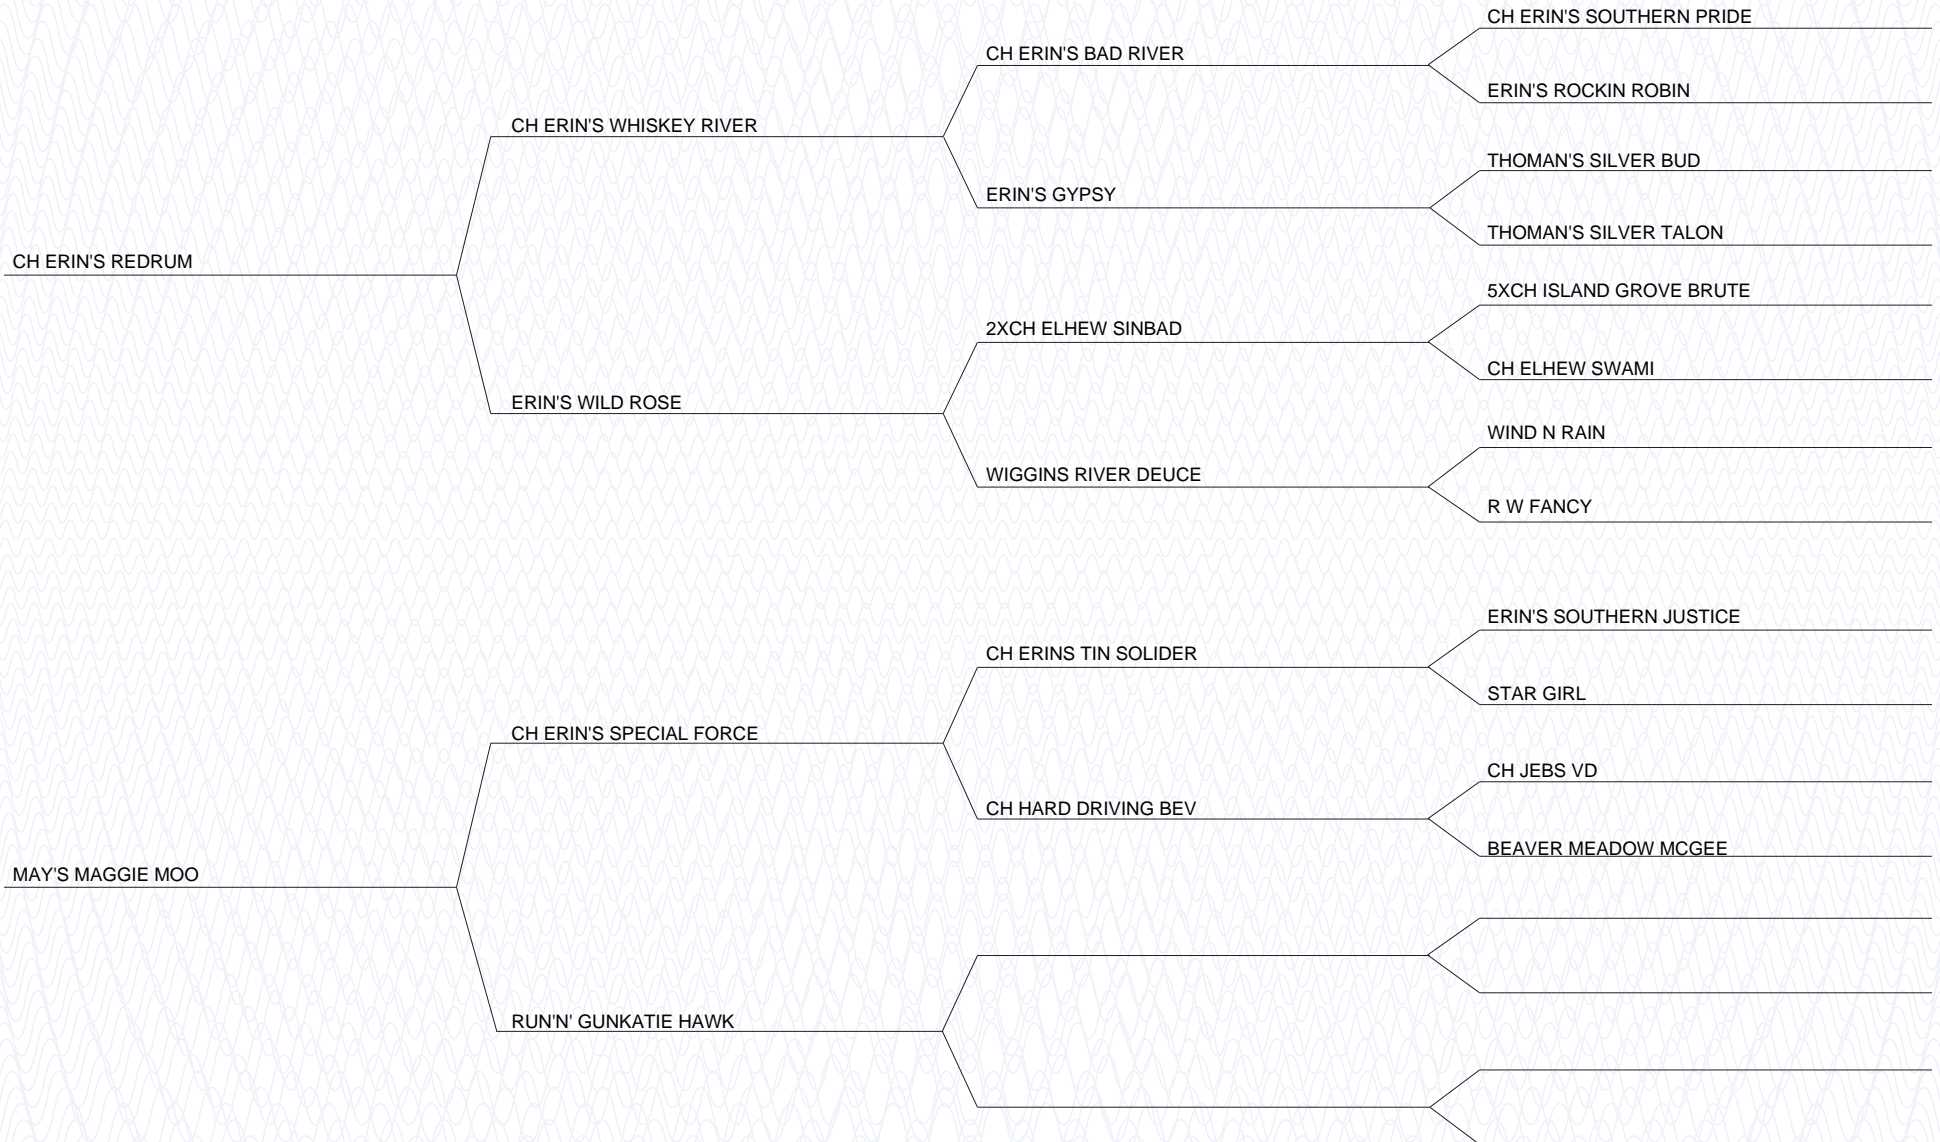 CH ERIN'S SOUTHERN PRIDE
CH ERIN'S BAD RIVER
ERIN'S ROCKIN ROBIN
CH ERIN'S WHISKEY RIVER
THOMAN'S SILVER BUD
ERIN'S GYPSY
THOMAN'S SILVER TALON
CH ERIN'S REDRUM
5XCH ISLAND GROVE BRUTE
2XCH ELHEW SINBAD
CH ELHEW SWAMI
ERIN'S WILD ROSE
WIND N RAIN
WIGGINS RIVER DEUCE
R W FANCY
ERIN'S SOUTHERN JUSTICE
CH ERINS TIN SOLIDER
STAR GIRL
CH ERIN'S SPECIAL FORCE
CH JEBS VD
CH HARD DRIVING BEV
BEAVER MEADOW MCGEE
MAY'S MAGGIE MOO
RUN'N' GUNKATIE HAWK